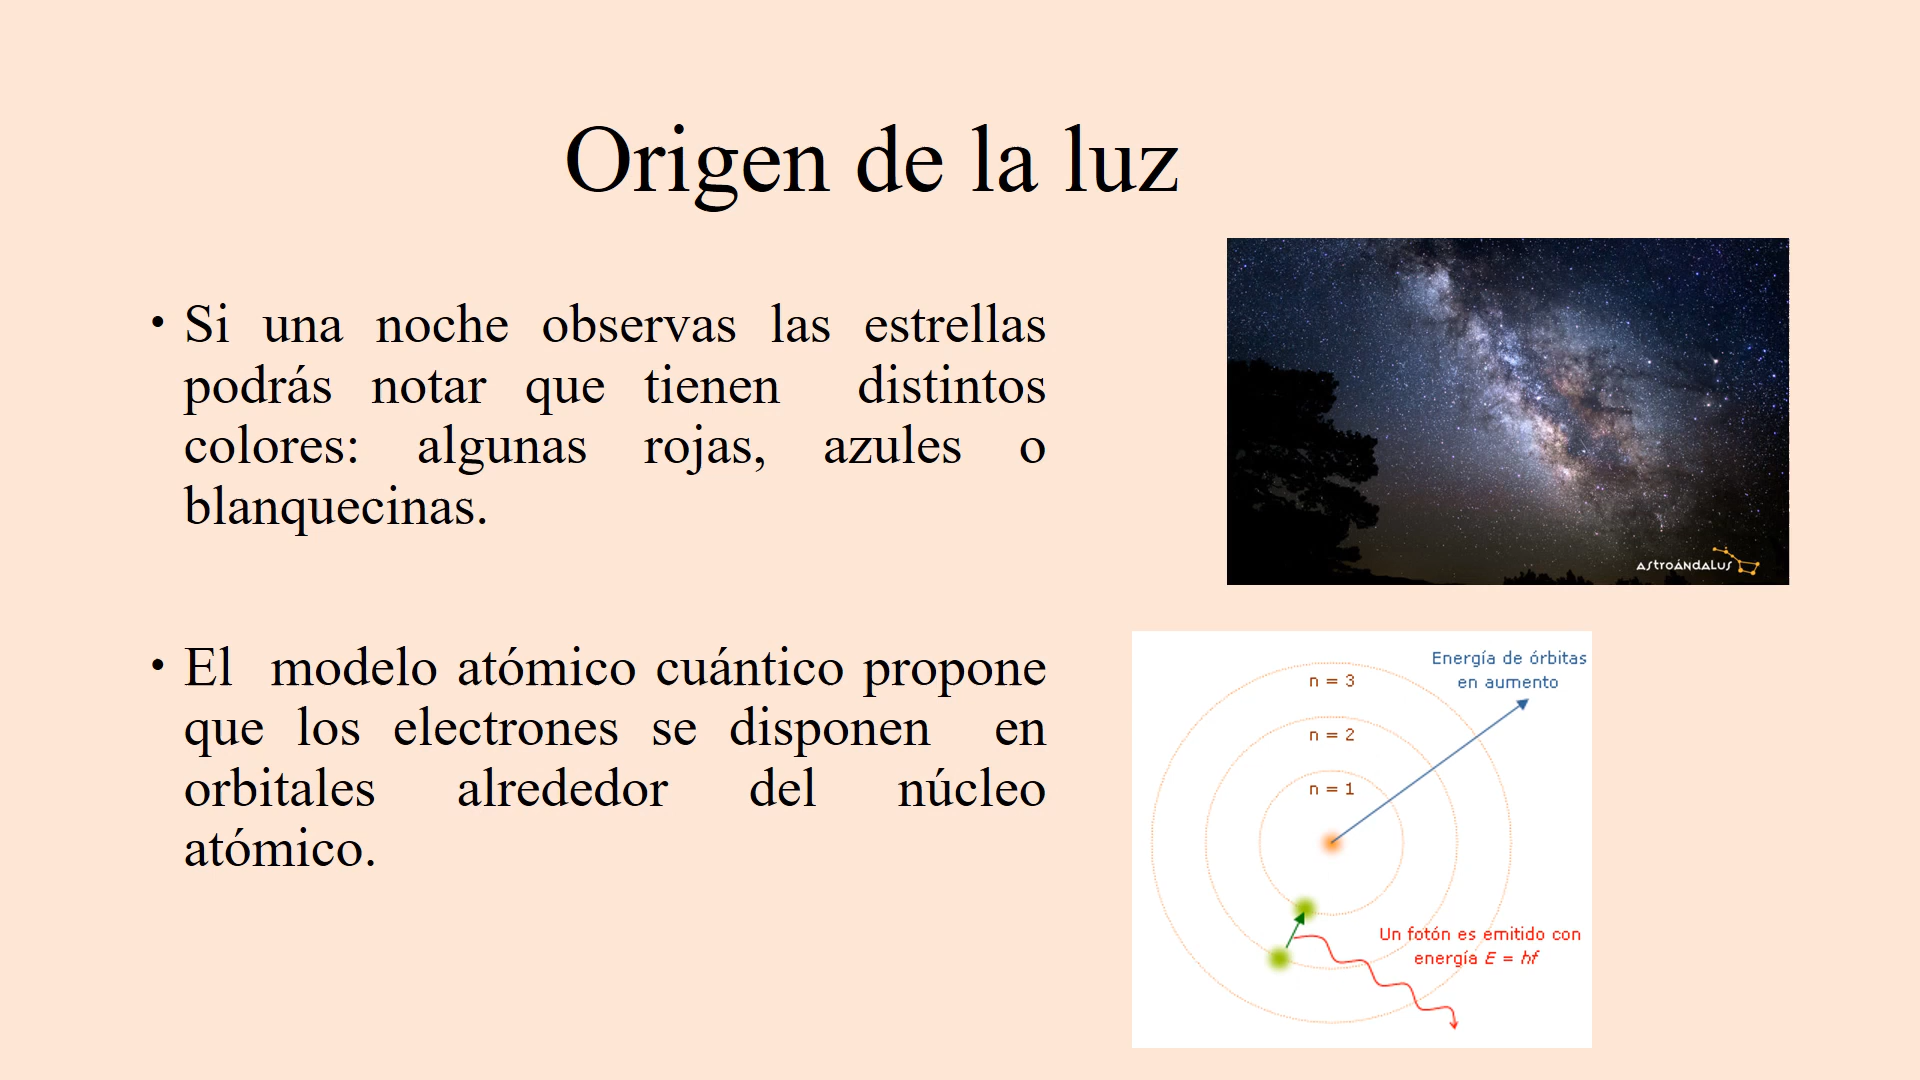 Origen de la luz
• Si una noche observas las estrellas
podrás notar que tienen distintos
colores: algunas rojas, azules o
blanquecinas.
• El modelo atómico cuántico propone
que los electrones se disponen en
orbitales alrededor del núcleo
atómico.
AstroándaLus
Energía de órbitas
en aumento
n = 3
n = 2
n = 1
Un fotón es emitido con
energía E = hf